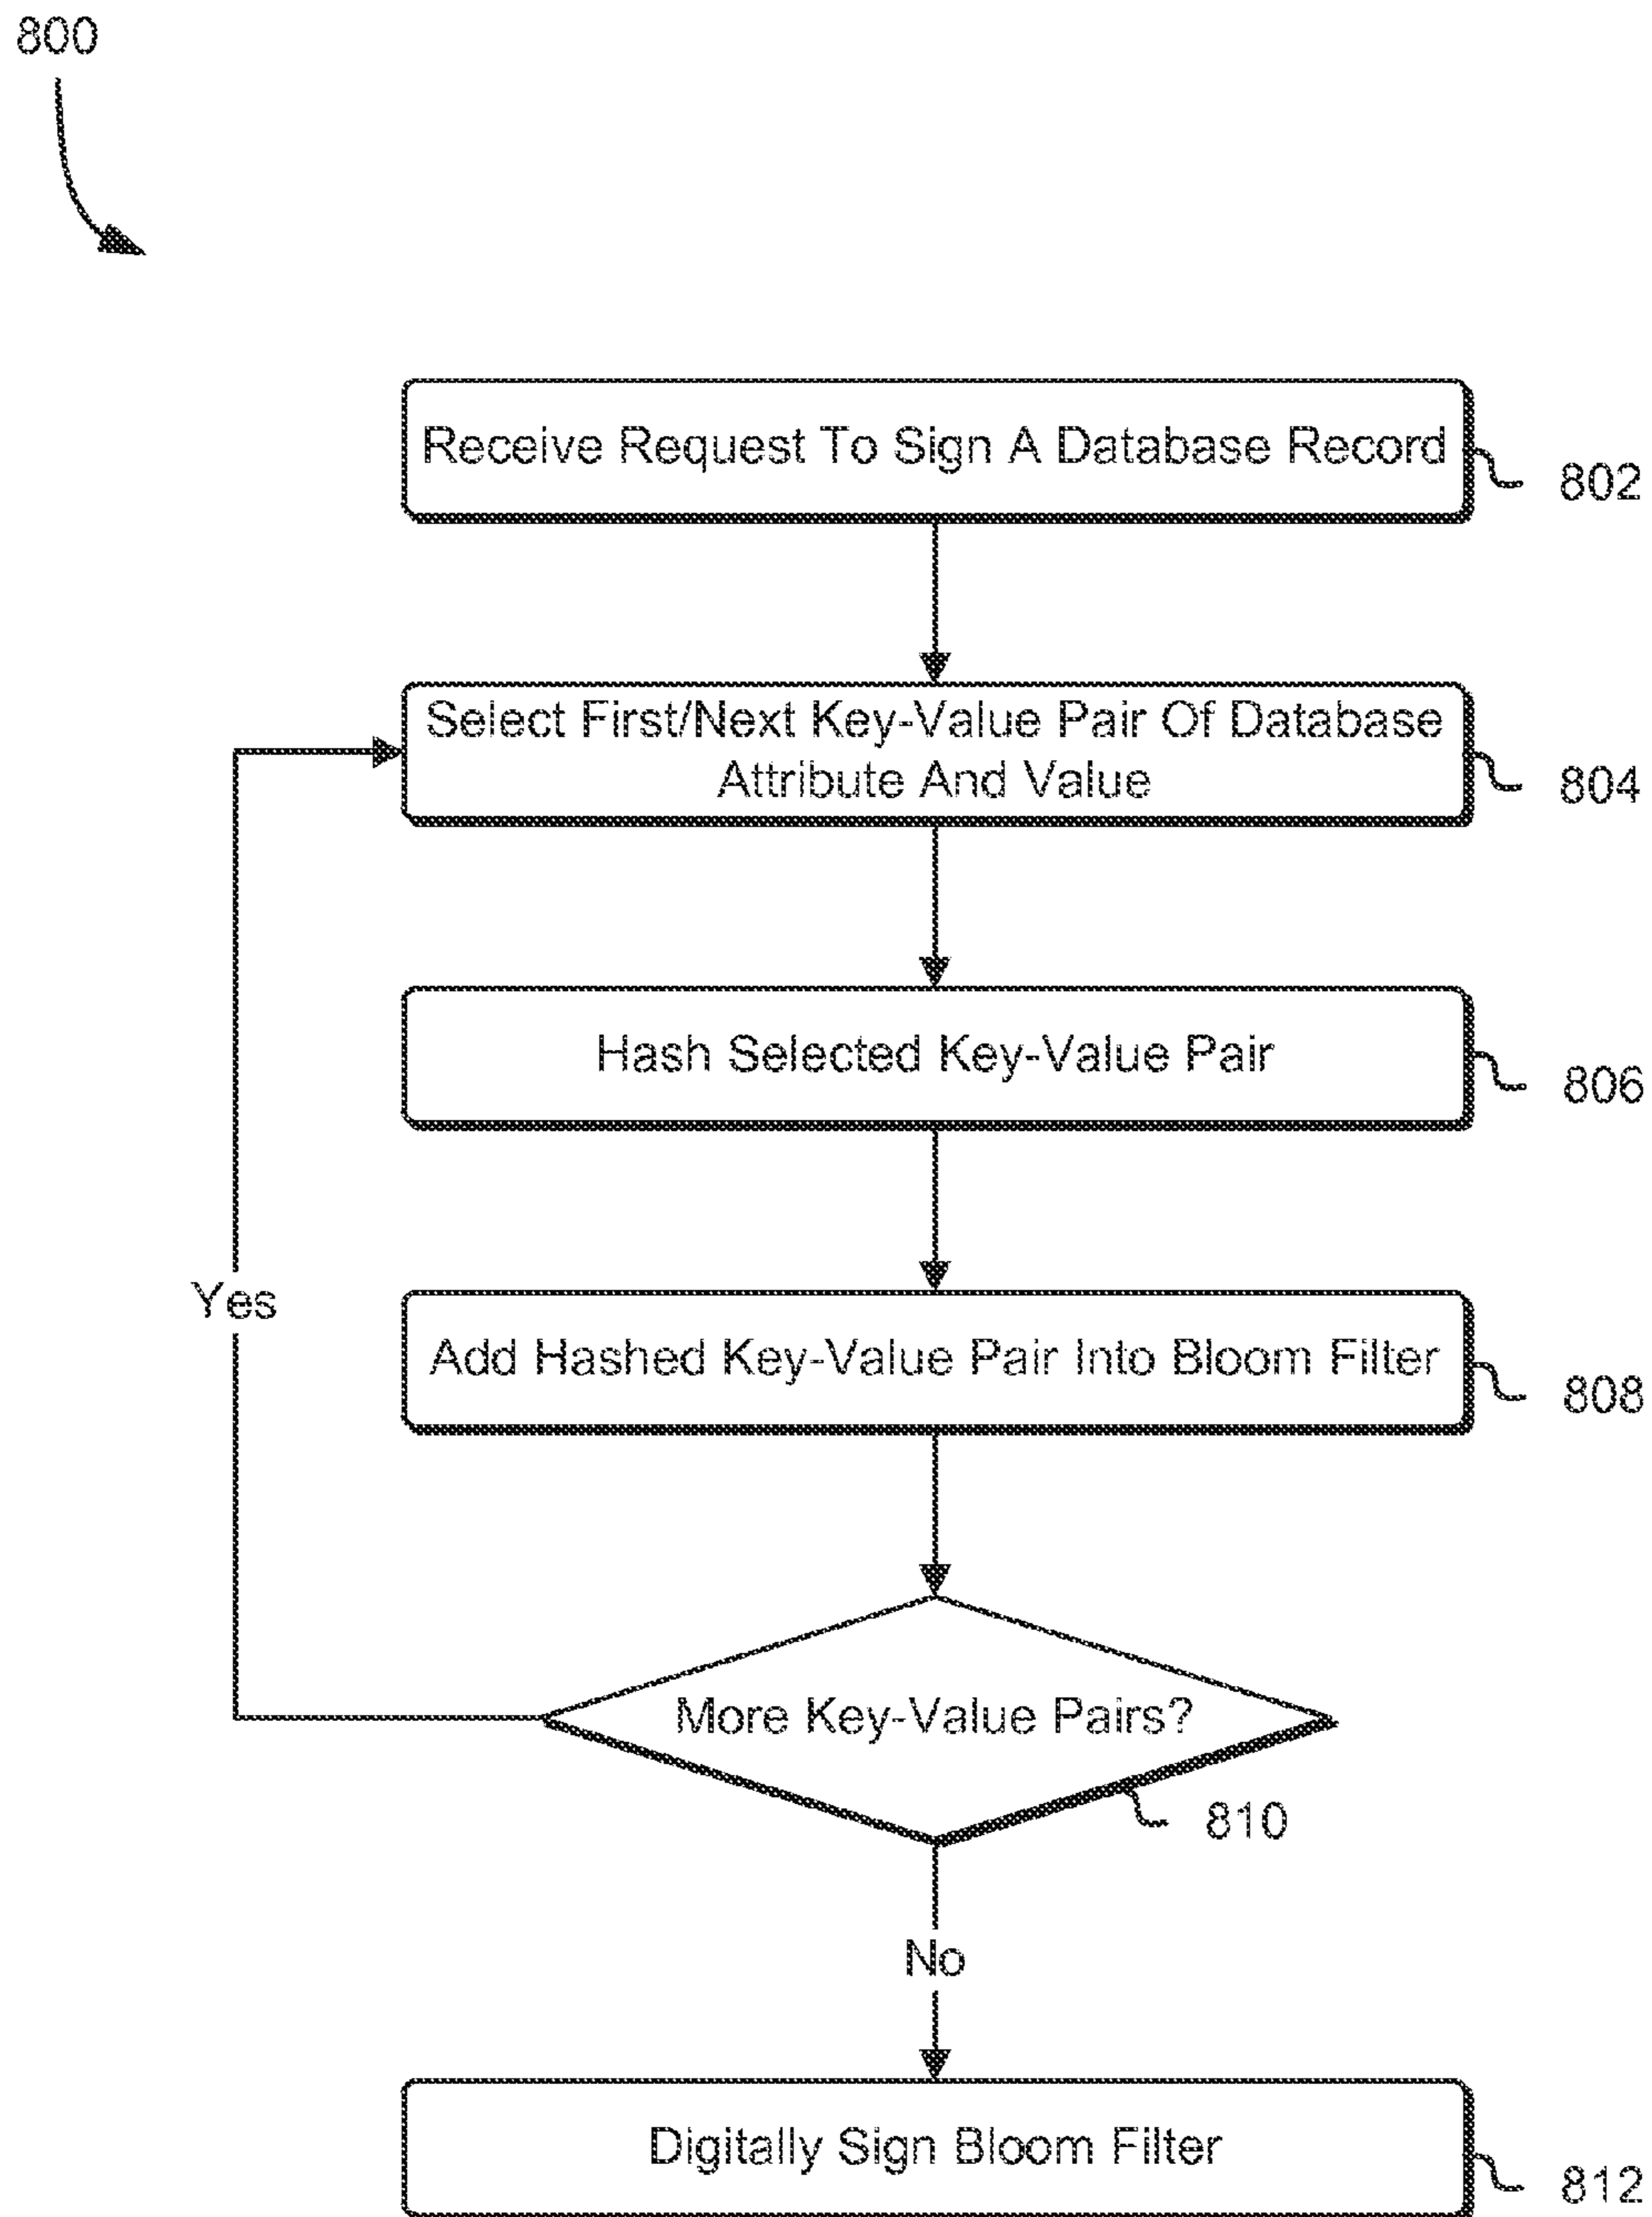 800
Receive Request To Sign A Database Record
802
Select First/Next Key-Value Pair Of Database
Attribute And Value
804
Hash Selected Key-Value Pair
806
Yes
Add Hashed Key-Value Pair Into Bloom Filter
808
More Key-Value Pairs?
810
No
Digitally Sign Bloom Filter
812